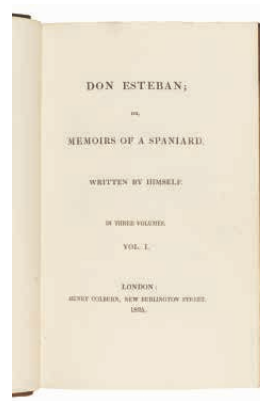 DON ESTEBAN;
OR,
MEMOIRS OF A SPANIARD.
WRITTEN BY HIMSELF.
IN THREE VOLUMES.
VOL. I.
LONDON:
HENRY COLBURN, NEW BURLINGTON STREET.
1825.